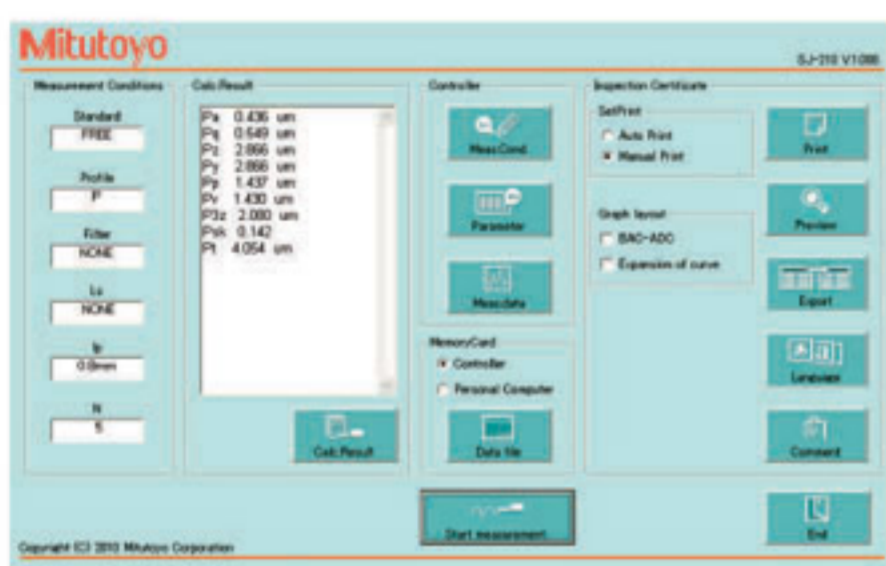 Mitutoyo
SJ-210 V1.006
Measurement Conditions
Standard
FREE
Profile
P
Filter
NONE
Ls
NONE
lp
0.8mm
N
5
Calc.Result
Pa 0.436 um
Pq 0.549 um
Pz 2.866 um
Py 2.866 um
Pp 1.437 um
Pv 1.430 um
P3z 2.080 um
Psk 0.142
Pt 4.054 um
Calc.Result
Controller
Meas.Cond.
Parameter
Meas.data
MemoryCard
Controller
Personal Computer
Data file
Start measurement
Inspection Certificate
SetPrint
Auto Print
Manual Print
Graph layout
BAC-ADC
Expansion of curve
Print
Preview
Export
Language
Comment
End
Copyright (C) 2010 Mitutoyo Corporation